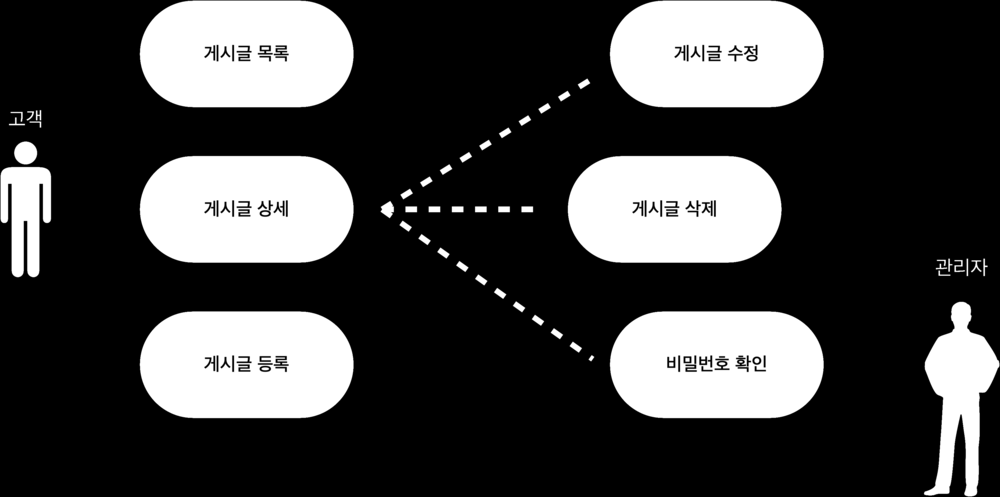 게시글 목록
게시글 수정
고객
게시글 상세
게시글 삭제
관리자
게시글 등록
비밀번호 확인